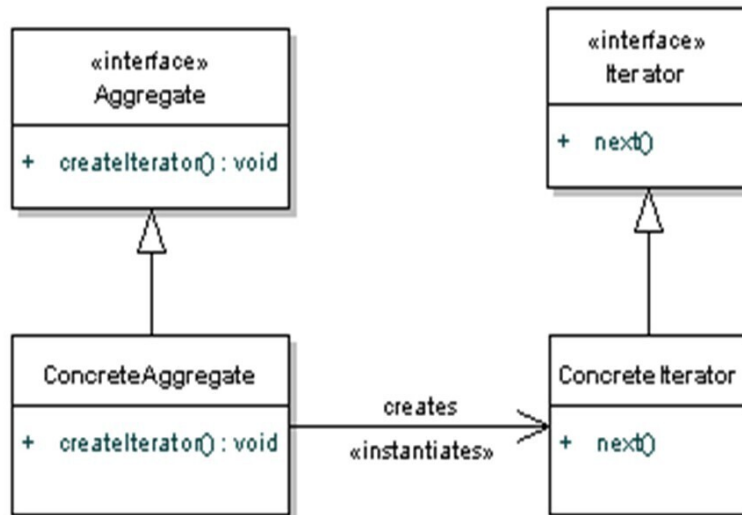 «interface»
Aggregate
+ createIterator() : void
«interface»
Iterator
+ next()
ConcreteAggregate
+ createIterator() : void
creates
«instantiates»
ConcreteIterator
+ next()